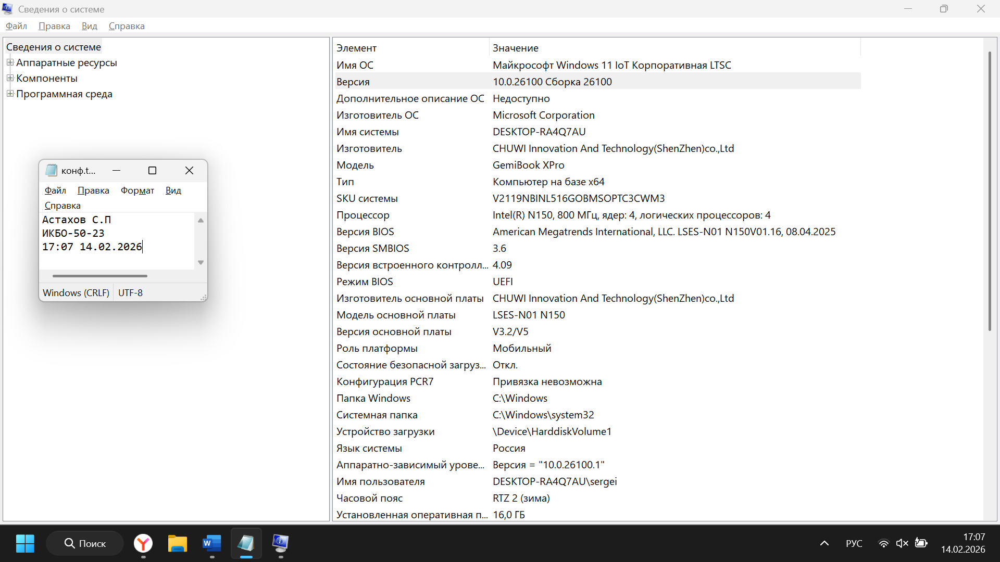 Сведения о системе
Файл Правка Вид Справка
Сведения о системе
Аппаратные ресурсы
Компоненты
Программная среда
конф.t...
Файл Правка Формат Вид
Справка
Астахов С.П
ИКБО-50-23
17:07 14.02.2026
Windows (CRLF) UTF-8
Элемент Значение
Имя ОС Майкрософт Windows 11 IoT Корпоративная LTSC
Версия 10.0.26100 Сборка 26100
Дополнительное описание ОС Недоступно
Изготовитель ОС Microsoft Corporation
Имя системы DESKTOP-RA4Q7AU
Изготовитель CHUWI Innovation And Technology(ShenZhen)co.,Ltd
Модель GemiBook XPro
Тип Компьютер на базе x64
SKU системы V2119NBINL516GOBMSOPTC3CWM3
Процессор Intel(R) N150, 800 МГц, ядер: 4, логических процессоров: 4
Версия BIOS American Megatrends International, LLC. LSES-N01 N150V01.16, 08.04.2025
Версия SMBIOS 3.6
Версия встроенного контролл... 4.09
Режим BIOS UEFI
Изготовитель основной платы CHUWI Innovation And Technology(ShenZhen)co.,Ltd
Модель основной платы LSES-N01 N150
Версия основной платы V3.2/V5
Роль платформы Мобильный
Состояние безопасной загруз... Откл.
Конфигурация PCR7 Привязка невозможна
Папка Windows C:\Windows
Системная папка C:\Windows\system32
Устройство загрузки \Device\HarddiskVolume1
Язык системы Россия
Аппаратно-зависимый урове... Версия = "10.0.26100.1"
Имя пользователя DESKTOP-RA4Q7AU\sergei
Часовой пояс RTZ 2 (зима)
Установленная оперативная п... 16,0 ГБ
Поиск
РУС
17:07
14.02.2026